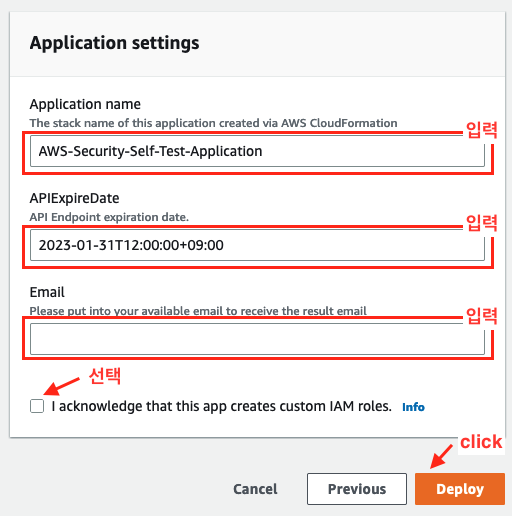 Application settings
Application name
The stack name of this application created via AWS CloudFormation
입력
AWS-Security-Self-Test-Application
APIExpireDate
API Endpoint expiration date.
입력
2023-01-31T12:00:00+09:00
Email
Please put into your available email to receive the result email
입력
선택
I acknowledge that this app creates custom IAM roles. Info
click
Cancel Previous Deploy